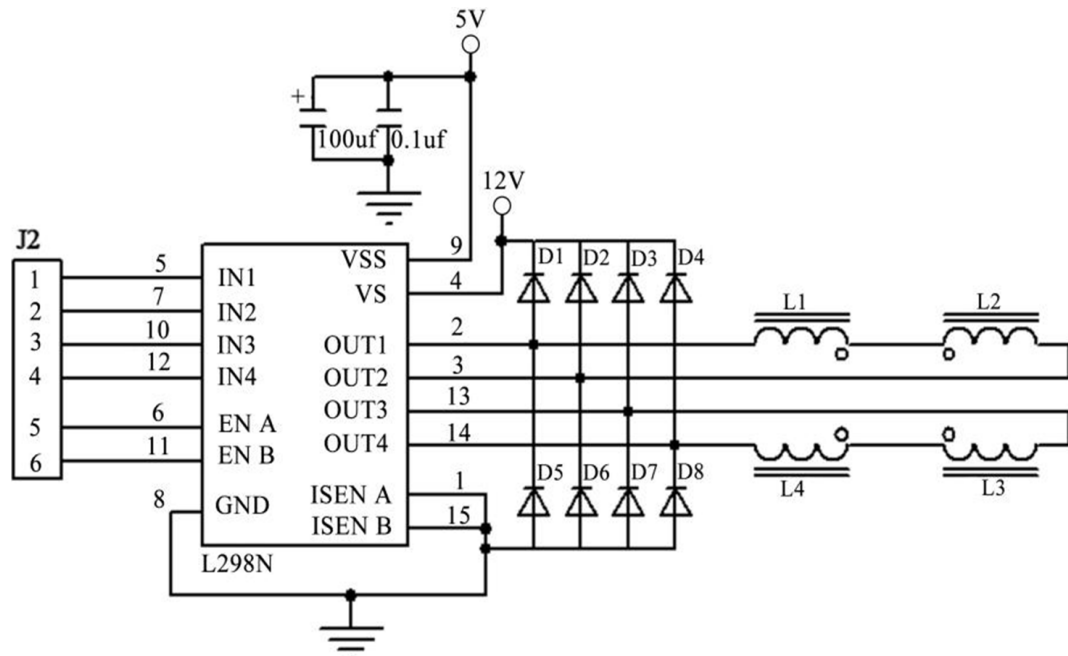 5V
+
100uf
0.1uf
12V
J2
1
2
3
4
5
6
5
7
10
12
6
11
8
IN1
IN2
IN3
IN4
EN A
EN B
GND
VSS
VS
OUT1
OUT2
OUT3
OUT4
ISEN A
ISEN B
L298N
9
4
2
3
13
14
1
15
D1
D2
D3
D4
D5
D6
D7
D8
L1
L2
L4
L3